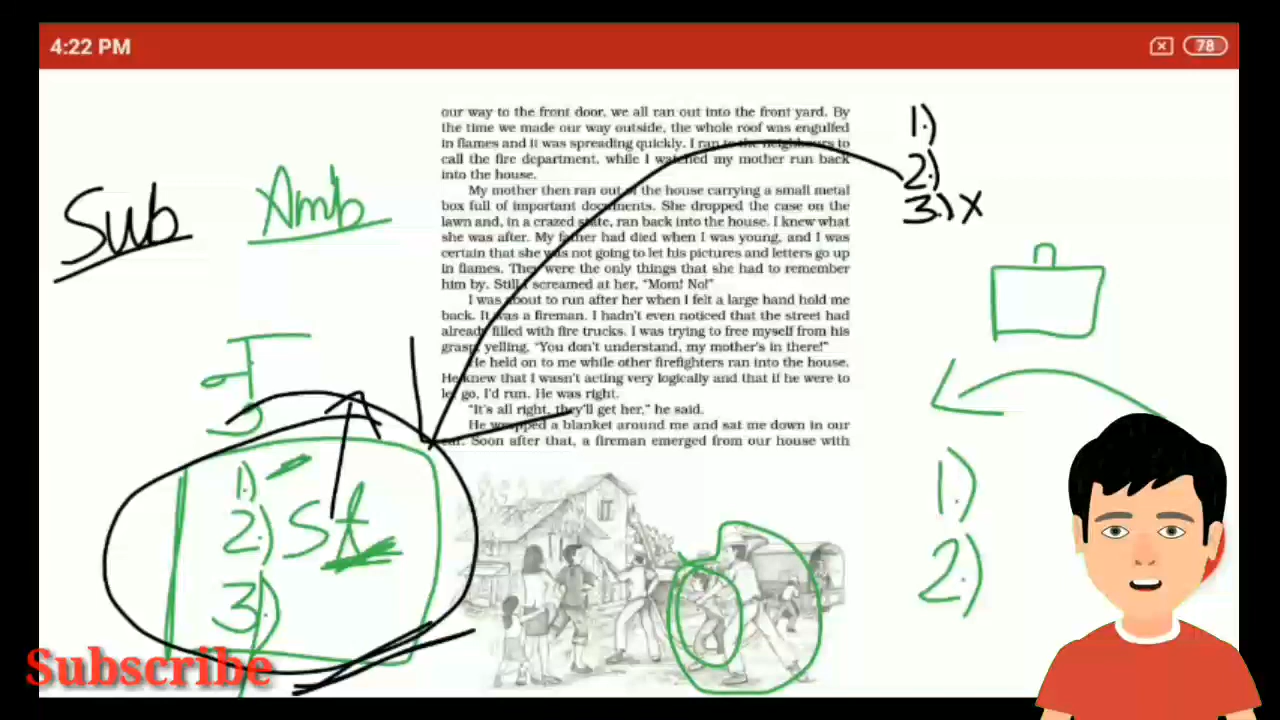 4:22 PM
78
our way to the front door, we all ran out into the front yard. By
the time we made our way outside, the whole roof was engulfed
in flames and it was spreading quickly. I ran to the neighbours to
call the fire department, while I watched my mother run back
into the house.
My mother then ran out of the house carrying a small metal
box full of important documents. She dropped the case on the
lawn and, in a crazed state, ran back into the house. I knew what
she was after. My father had died when I was young, and I was
certain that she was not going to let his pictures and letters go up
in flames. They were the only things that she had to remember
him by. Still I screamed at her, “Mom! No!”
I was about to run after her when I felt a large hand hold me
back. It was a fireman. I hadn't even noticed that the street had
already filled with fire trucks. I was trying to free myself from his
grasp, yelling, “You don't understand, my mother's in there!”
He held on to me while other firefighters ran into the house.
He knew that I wasn't acting very logically and that if he were to
let go, I'd run. He was right.
“It's all right, they'll get her,” he said.
He wrapped a blanket around me and sat me down in our
car. Soon after that, a fireman emerged from our house with
Sub
Amb
1.)
2.)
3.) x
1.)
2.) St
3.)
1.)
2.)
Subscribe